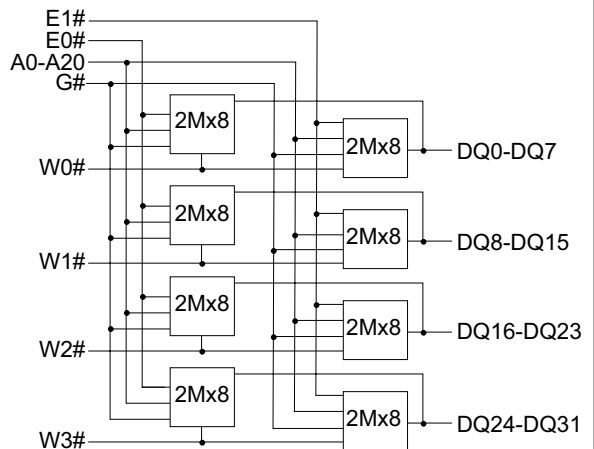 E1#
E0#
A0-A20
G#
2Mx8
2Mx8
DQ0-DQ7
W0#
2Mx8
2Mx8
DQ8-DQ15
W1#
2Mx8
2Mx8
DQ16-DQ23
W2#
2Mx8
2Mx8
DQ24-DQ31
W3#